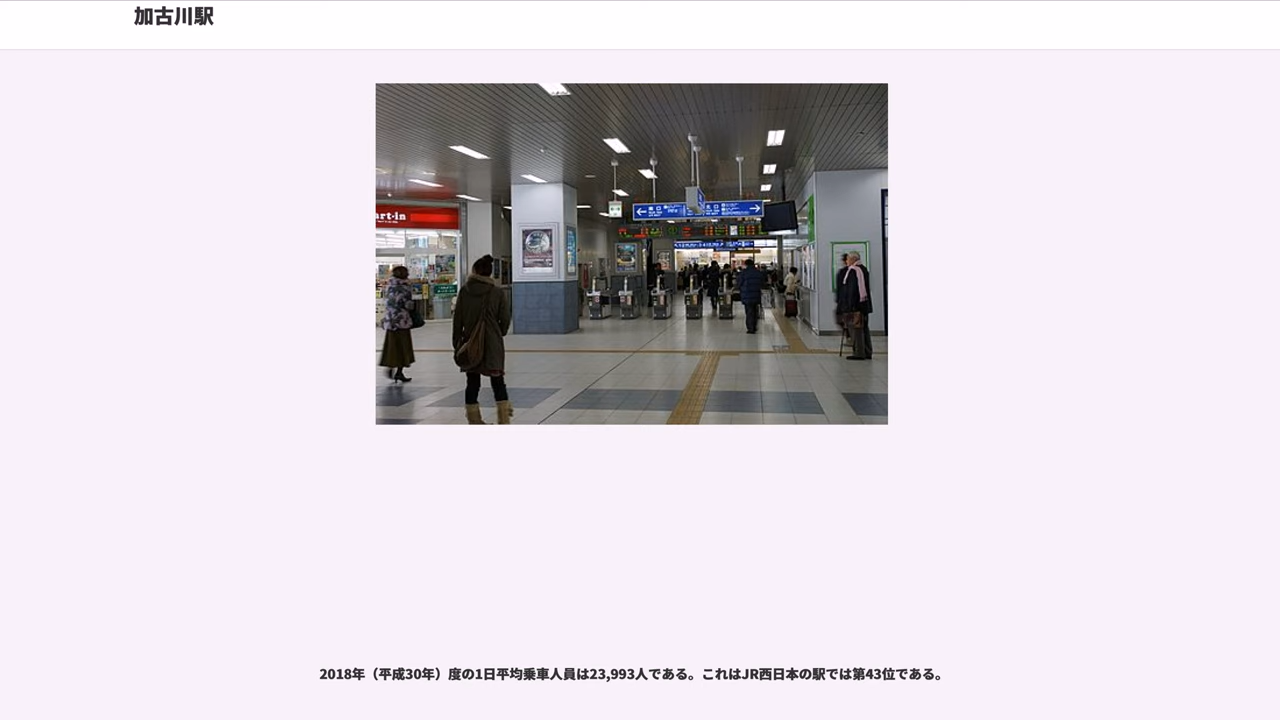 加古川駅
art-in
2018年（平成30年）度の1日平均乗車人員は23,993人である。これはJR西日本の駅では第43位である。